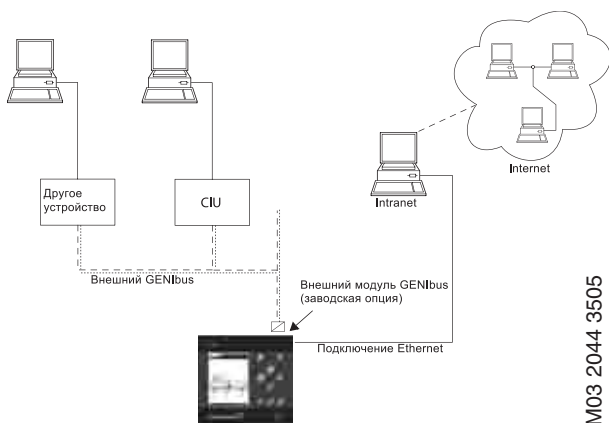 Internet
Другое
устройство
CIU
Intranet
Внешний GENIbus
Внешний модуль GENIbus
(заводская опция)
Подключение Ethernet
TM03 2044 3505